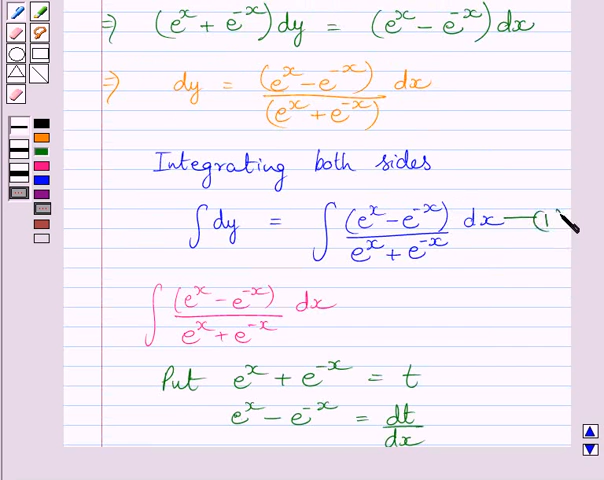 ⇒ (eˣ + e⁻ˣ) dy = (eˣ - e⁻ˣ) dx
⇒ dy = (eˣ - e⁻ˣ)/(eˣ + e⁻ˣ) dx
Integrating both sides
∫ dy = ∫ (eˣ - e⁻ˣ)/(eˣ + e⁻ˣ) dx — (1)
∫ (eˣ - e⁻ˣ)/(eˣ + e⁻ˣ) dx
Put eˣ + e⁻ˣ = t
eˣ - e⁻ˣ = dt/dx